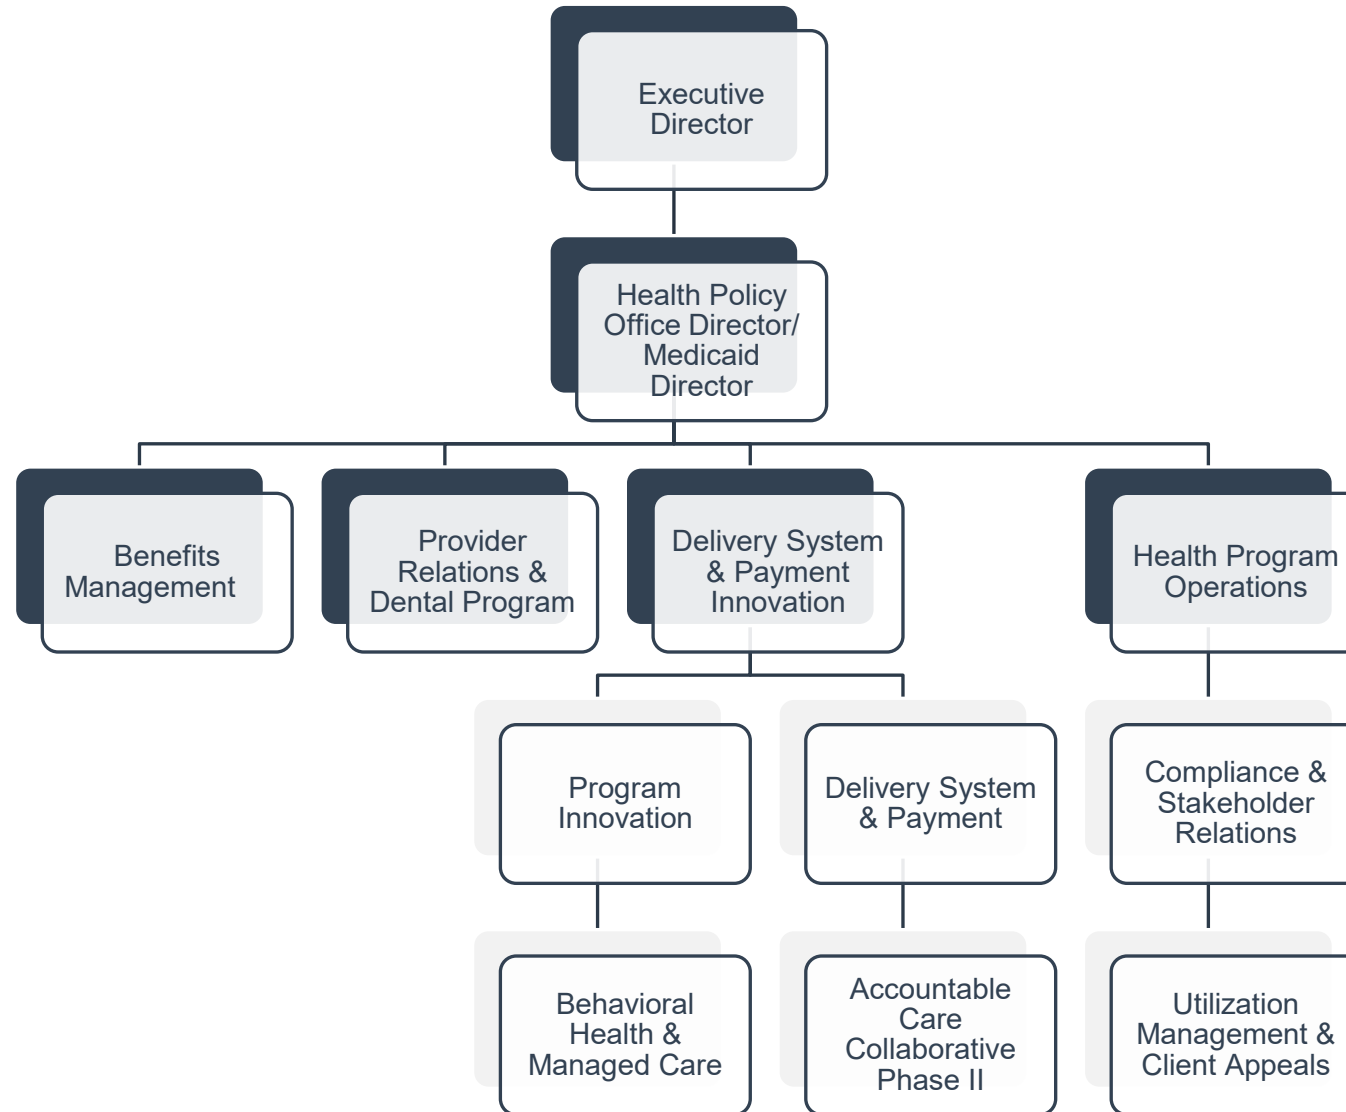 Executive
Director
Health Policy
Office Director/
Medicaid
Director
Benefits
Management
Provider
Relations &
Dental Program
Delivery System
& Payment
Innovation
Health Program
Operations
Program
Innovation
Delivery System
& Payment
Compliance &
Stakeholder
Relations
Behavioral
Health &
Managed Care
Accountable
Care
Collaborative
Phase II
Utilization
Management &
Client Appeals